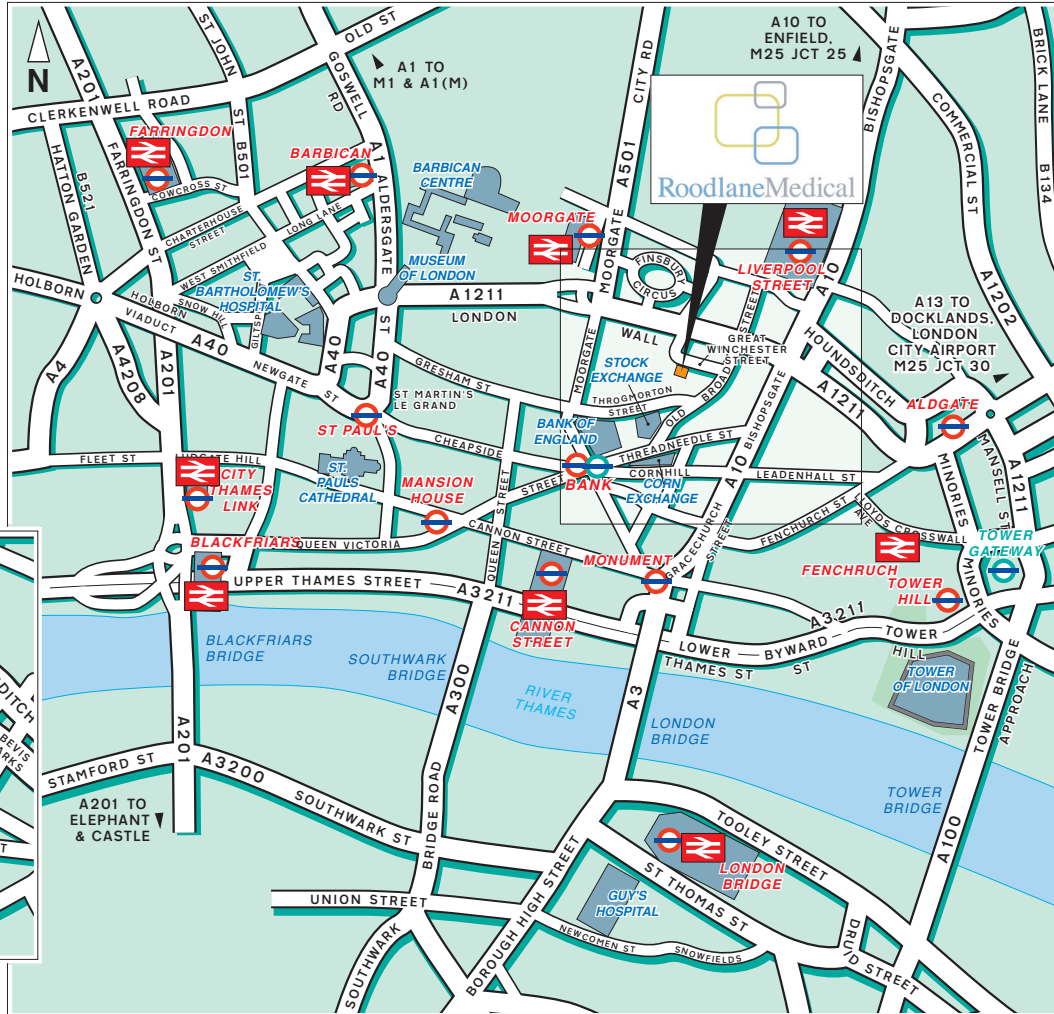 N
A201
CLERKENWELL ROAD
ST JOHN
ST B501
OLD ST
GOSWELL
RD
A1 TO
M1 & A1(M)
CITY RD
A10 TO
ENFIELD,
M25 JCT 25
BISHOPSGATE
BRICK LANE
B134
COMMERCIAL ST
RoodlaneMedical
FARRINGDON
BARBICAN
A1
ALDERSGATE
ST
BARBICAN
CENTRE
HATTON GARDEN
B521
FARRINGDON ST
COWCROSS ST
CHARTERHOUSE
STREET
LONG LANE
WEST SMITHFIELD
MOORGATE
A501
MOORGATE
FINSBURY
CIRCUS
LIVERPOOL
STREET
A10
MUSEUM
OF LONDON
HOLBORN
HOLBORN
VIADUCT
SNOW HILL
ST.
BARTHOLOMEW'S
HOSPITAL
GILTSP
A1211
LONDON
WALL
GREAT
WINCHESTER
STREET
A13 TO
DOCKLANDS,
LONDON
CITY AIRPORT
M25 JCT 30
A1202
A4
A4208
A201
A40
NEWGATE
ST
A40
A40
GRESHAM ST
ST MARTIN'S
LE GRAND
ST PAUL'S
MOORGATE
STOCK
EXCHANGE
THROGMORTON
STREET
OLD
BROAD
STREET
HOUNDSDITCH
A1211
ALDGATE
BANK OF
ENGLAND
THREADNEEDLE ST
BISHOPSGATE
A10
CHEAPSIDE
FLEET ST
LUDGATE HILL
CITY
THAMES
LINK
ST.
PAULS
CATHEDRAL
MANSION
HOUSE
STREET
BANK
CORNHILL
CORN
EXCHANGE
LEADENHALL ST
MINORIES
MANSELL ST
A1211
BLACKFRIARS
QUEEN VICTORIA
CANNON STREET
QUEEN STREET
MONUMENT
GRACECHURCH
STREET
FENCHURCH ST
LLOYDS
AVE
CROSSWALL
FENCHRUCH
TOWER
GATEWAY
TOWER
HILL
MINORIES
UPPER THAMES STREET
A3211
CANNON
STREET
A3211
LOWER
THAMES ST
BYWARD
ST
TOWER
HILL
TOWER
OF LONDON
TOWER BRIDGE
APPROACH
BLACKFRIARS
BRIDGE
SOUTHWARK
BRIDGE
A300
RIVER
THAMES
A3
LONDON
BRIDGE
TOWER
BRIDGE
A100
DITCH
BEVIS
ARKS
T
STAMFORD ST
A201
A3200
A201 TO
ELEPHANT
& CASTLE
SOUTHWARK ST
BRIDGE ROAD
TOOLEY STREET
LONDON
BRIDGE
ST THOMAS ST
GUY'S
HOSPITAL
UNION STREET
SOUTHWARK
BOROUGH HIGH STREET
NEWCOMEN ST
SNOWFIELDS
DRUID STREET